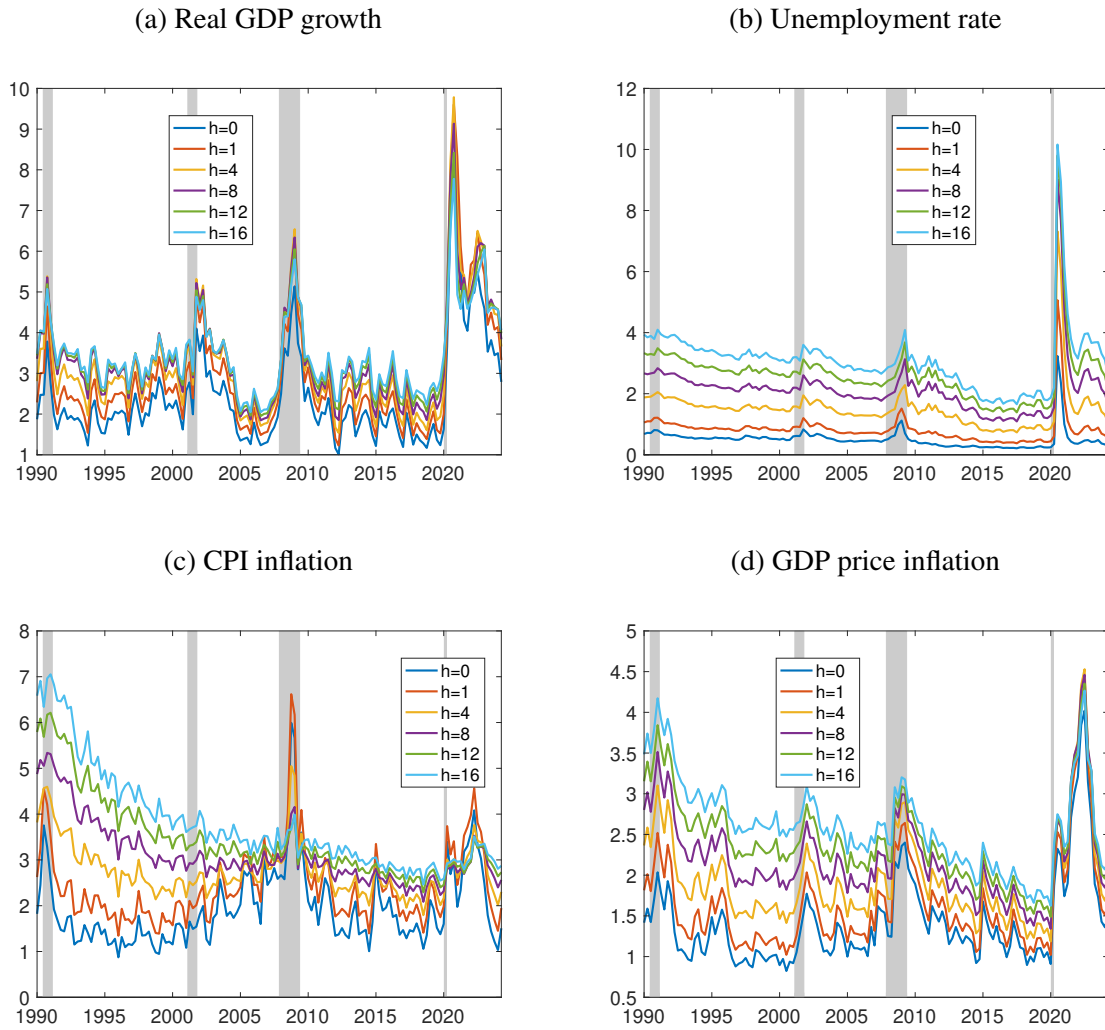 (a) Real GDP growth
10
9
8
7
6
5
4
3
2
1
1990 1995 2000 2005 2010 2015 2020
h=0
h=1
h=4
h=8
h=12
h=16
(b) Unemployment rate
12
10
8
6
4
2
0
1990 1995 2000 2005 2010 2015 2020
h=0
h=1
h=4
h=8
h=12
h=16
(c) CPI inflation
8
7
6
5
4
3
2
1
0
1990 1995 2000 2005 2010 2015 2020
h=0
h=1
h=4
h=8
h=12
h=16
(d) GDP price inflation
5
4.5
4
3.5
3
2.5
2
1.5
1
0.5
1990 1995 2000 2005 2010 2015 2020
h=0
h=1
h=4
h=8
h=12
h=16